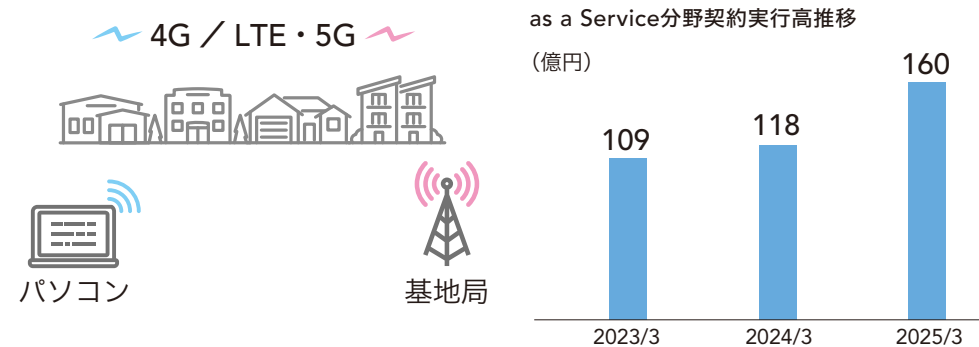 4G ／ LTE・5G
パソコン
基地局
as a Service分野契約実行高推移
（億円）
109
118
160
2023/3
2024/3
2025/3